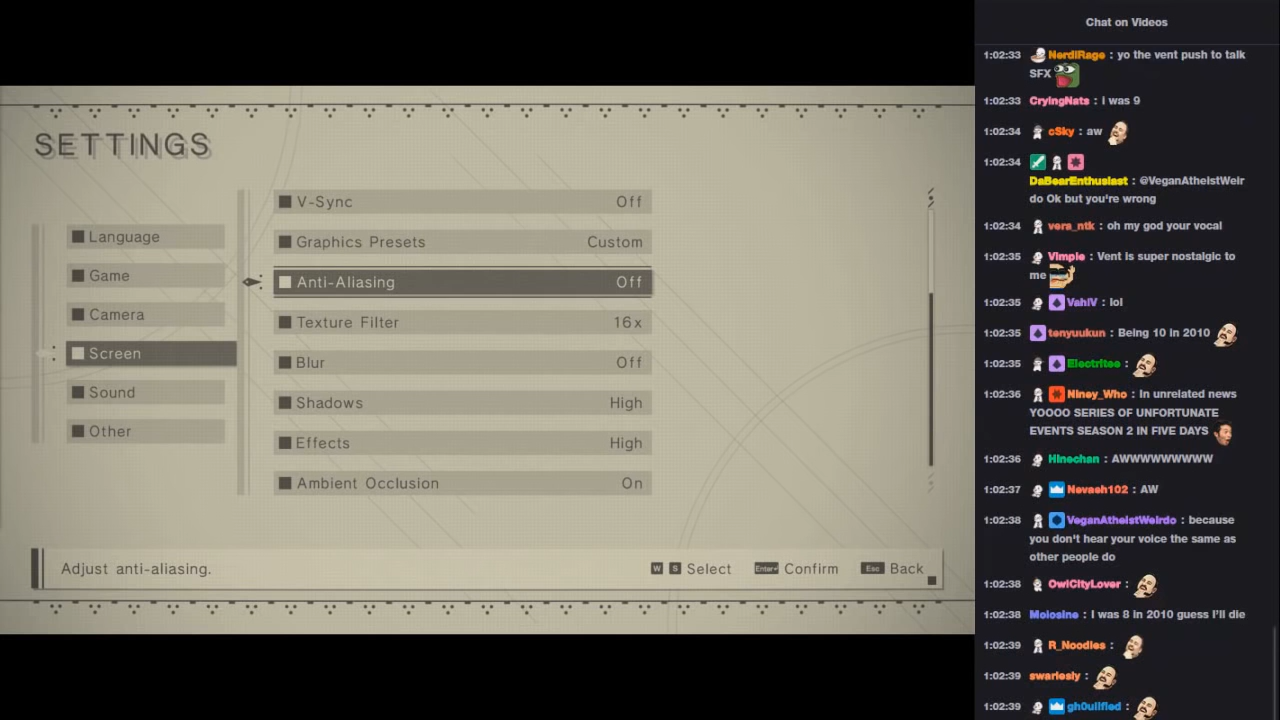 SETTINGS
Language
Game
Camera
Screen
Sound
Other
V-Sync Off
Graphics Presets Custom
Anti-Aliasing Off
Texture Filter 16x
Blur Off
Shadows High
Effects High
Ambient Occlusion On
Adjust anti-aliasing.
W S Select Enter Confirm Esc Back
Chat on Videos
1:02:33 NerdIRage : yo the vent push to talk
SFX
1:02:33 CryingNats : i was 9
1:02:34 cSky : aw
1:02:34
DaBearEnthusiast : @VeganAtheistWeir
do Ok but you're wrong
1:02:34 vera_ntk : oh my god your vocal
1:02:35 Vimpie : Vent is super nostalgic to
me
1:02:35 VahlV : lol
1:02:35 tenyuukun : Being 10 in 2010
1:02:35 Electritee :
1:02:36 Niney_Who : In unrelated news
YOOOO SERIES OF UNFORTUNATE
EVENTS SEASON 2 IN FIVE DAYS
1:02:36 Hinechan : AWWWWWWWWW
1:02:37 Nevaeh102 : AW
1:02:38 VeganAtheistWeirdo : because
you don't hear your voice the same as
other people do
1:02:38 OwlCityLover :
1:02:38 Molosine : I was 8 in 2010 guess I'll die
1:02:39 R_Noodles :
1:02:39 swarlesly :
1:02:39 gh0ulified :